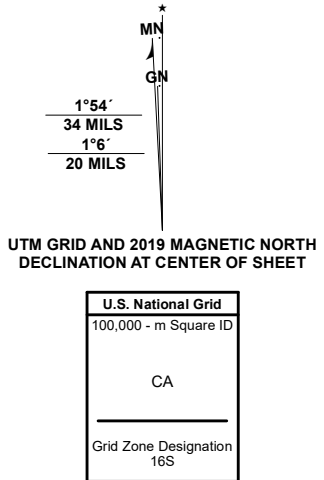 ★
MN
GN
1°54´
34 MILS
1°6´
20 MILS
UTM GRID AND 2019 MAGNETIC NORTH
DECLINATION AT CENTER OF SHEET
U.S. National Grid
100,000 - m Square ID
CA
Grid Zone Designation
16S